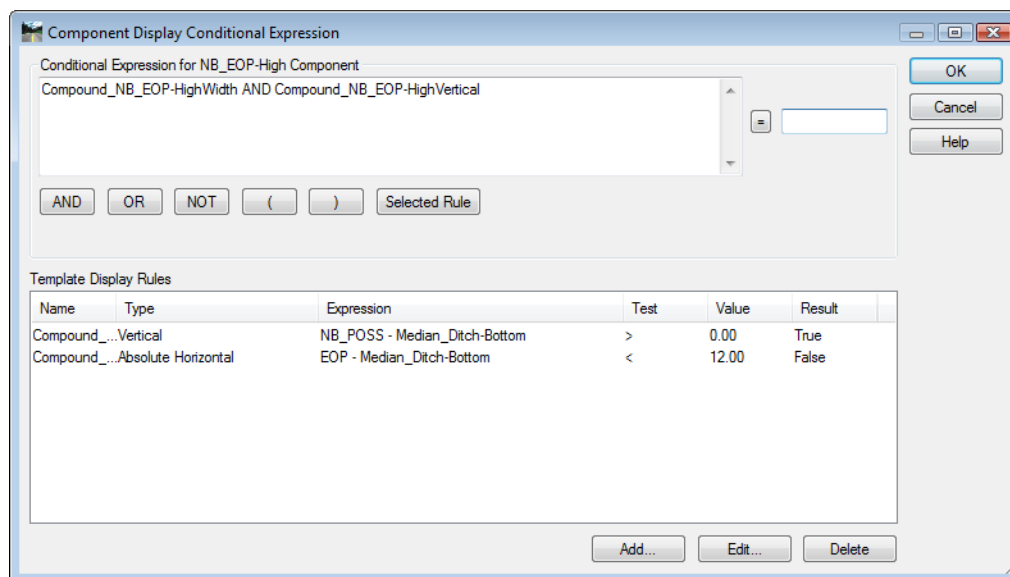 Component Display Conditional Expression
Conditional Expression for NB_EOP-High Component
Compound_NB_EOP-HighWidth AND Compound_NB_EOP-HighVertical
=
OK
Cancel
Help
AND OR NOT ( ) Selected Rule
Template Display Rules
Name Type Expression Test Value Result
Compound_...Vertical NB_POSS - Median_Ditch-Bottom > 0.00 True
Compound_...Absolute Horizontal EOP - Median_Ditch-Bottom < 12.00 False
Add... Edit... Delete